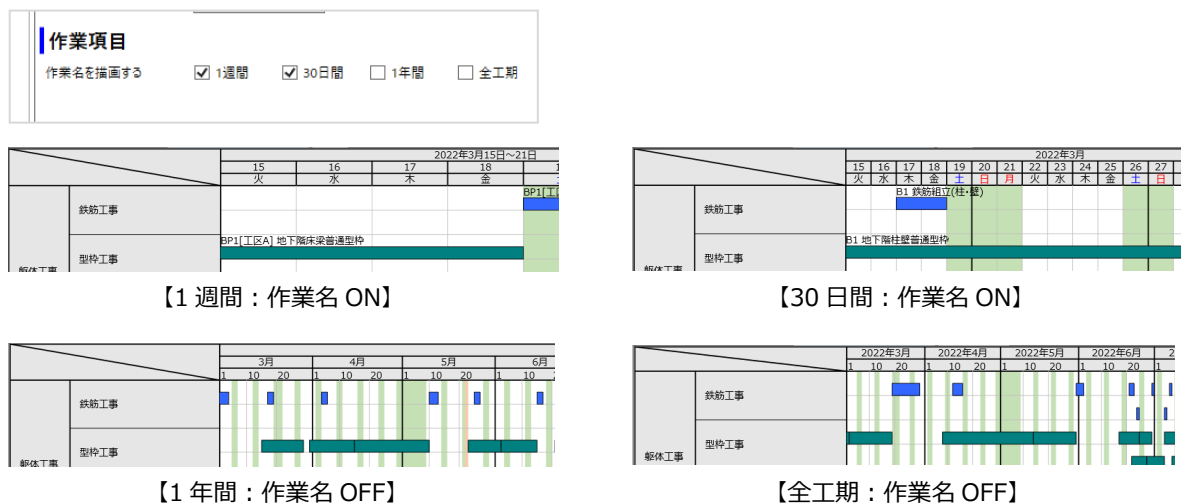 作業項目
作業名を描画する 1週間 30日間 1年間 全工期
2022年3月15日～21日
15 16 17 18
火 水 木 金
BP1[工
鉄筋工事
BP1[工区A] 地下階床梁普通型枠
型枠工事
躯体工事
【1 週間：作業名 ON】
2022年3月
15 16 17 18 19 20 21 22 23 24 25 26 27
火 水 木 金 土 日 月 火 水 木 金 土 日
B1 鉄筋組立(柱・壁)
鉄筋工事
B1 地下階柱壁普通型枠
型枠工事
躯体工事
【30 日間：作業名 ON】
3月 4月 5月 6月
1 10 20 1 10 20 1 10 20 1 10
鉄筋工事
型枠工事
躯体工事
【1 年間：作業名 OFF】
2022年3月 2022年4月 2022年5月 2022年6月 2
1 10 20 1 10 20 1 10 20 1 10 20 1
鉄筋工事
型枠工事
躯体工事
【全工期：作業名 OFF】